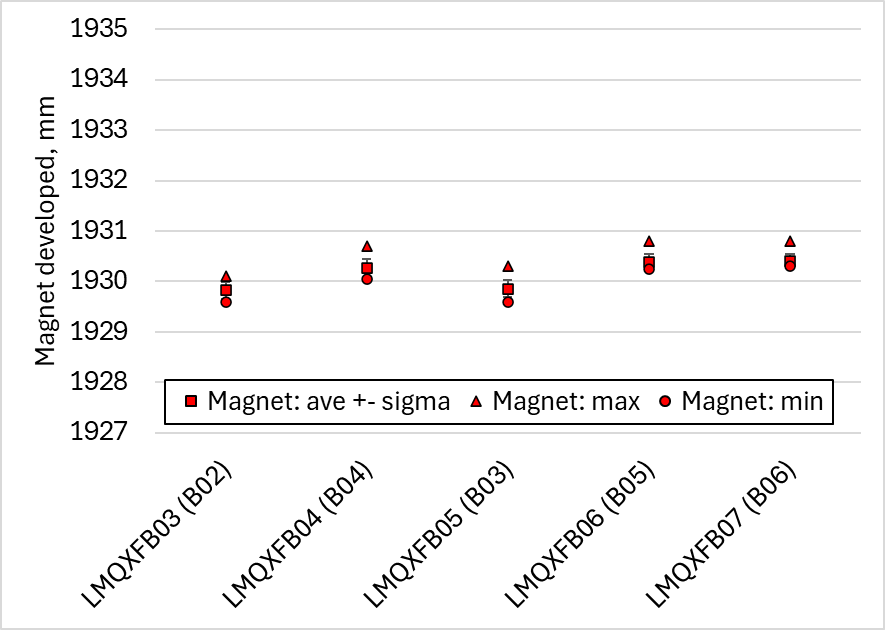 1935
1934
1933
1932
1931
1930
1929
1928
1927
Magnet developed, mm
Magnet: ave +- sigma Magnet: max Magnet: min
LMQXFB03 (B02)
LMQXFB04 (B04)
LMQXFB05 (B03)
LMQXFB06 (B05)
LMQXFB07 (B06)